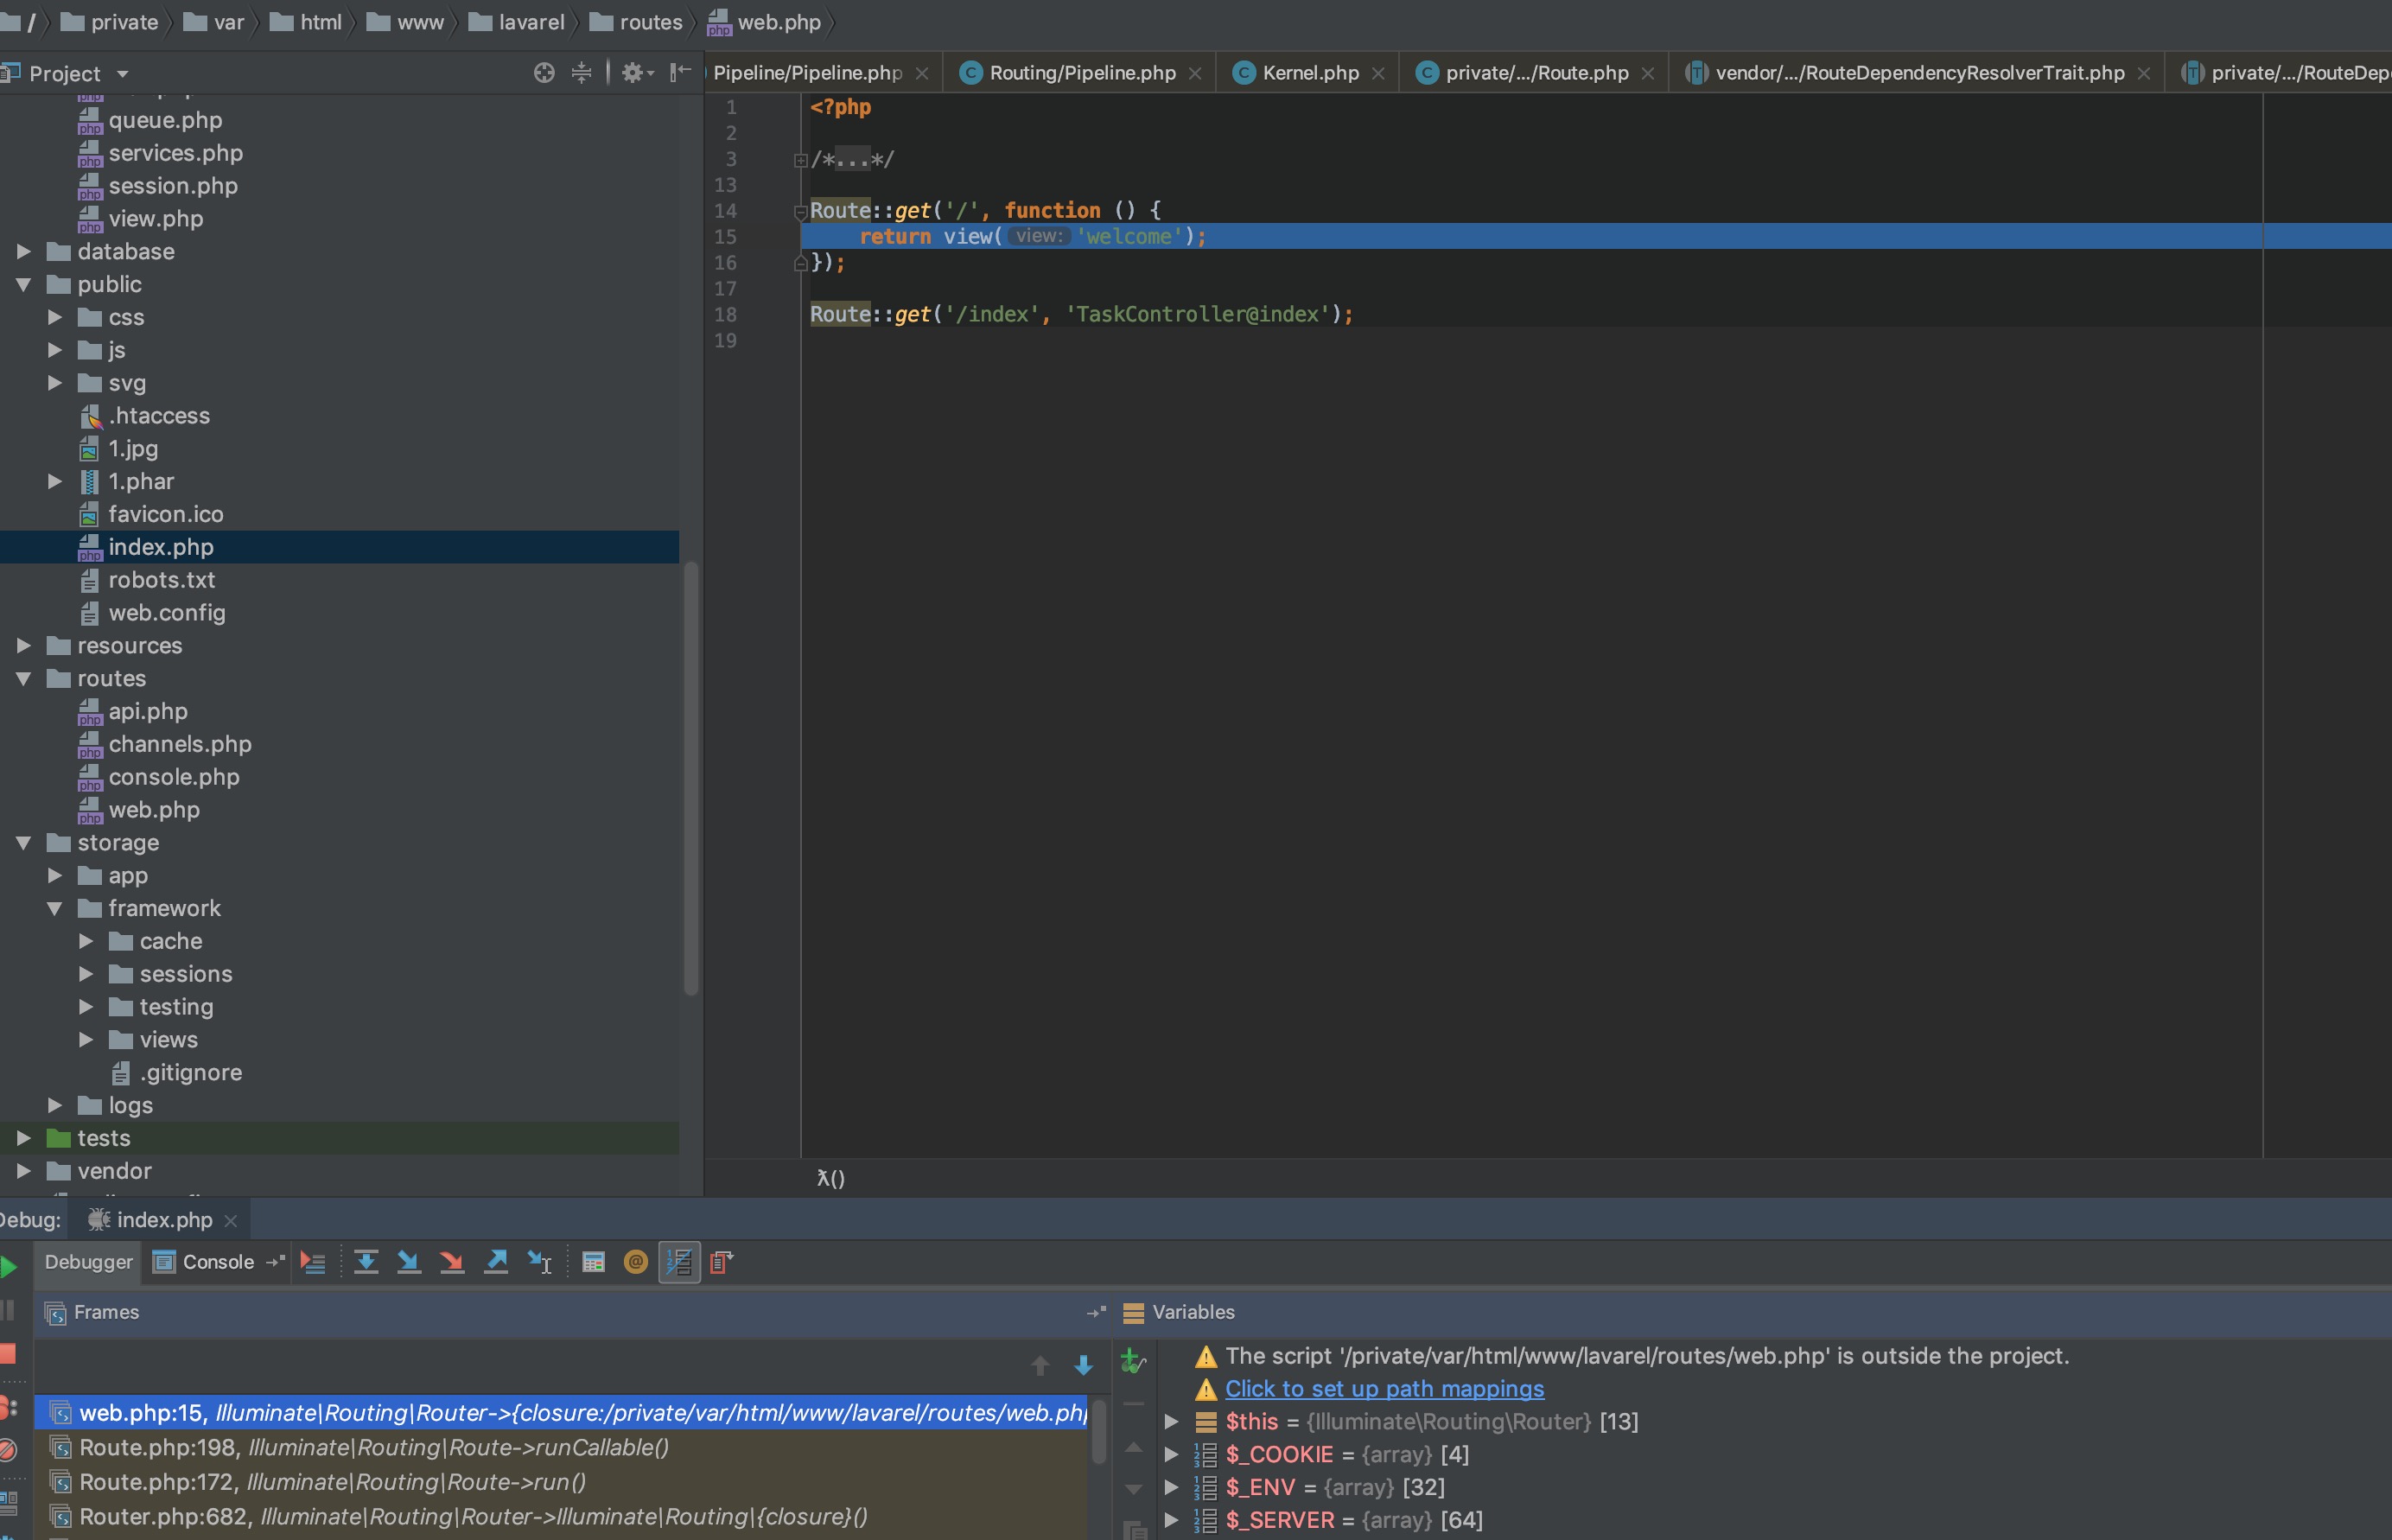 / private var html www lavarel routes web.php
Project
Pipeline/Pipeline.php Routing/Pipeline.php Kernel.php private/.../Route.php vendor/.../RouteDependencyResolverTrait.php private/.../RouteDep
queue.php
services.php
session.php
view.php
database
public
css
js
svg
.htaccess
1.jpg
1.phar
favicon.ico
index.php
robots.txt
web.config
resources
routes
api.php
channels.php
console.php
web.php
storage
app
framework
cache
sessions
testing
views
.gitignore
logs
tests
vendor
1 <?php
2
3 /*...*/
13
14 Route::get('/', function () {
15 return view( view: 'welcome');
16 });
17
18 Route::get('/index', 'TaskController@index');
19
λ()
Debug: index.php
Debugger Console
Frames
web.php:15, Illuminate\Routing\Router->{closure:/private/var/html/www/lavarel/routes/web.php
Route.php:198, Illuminate\Routing\Route->runCallable()
Route.php:172, Illuminate\Routing\Route->run()
Router.php:682, Illuminate\Routing\Router->Illuminate\Routing\{closure}()
Variables
The script '/private/var/html/www/lavarel/routes/web.php' is outside the project.
Click to set up path mappings
$this = {Illuminate\Routing\Router} [13]
$_COOKIE = {array} [4]
$_ENV = {array} [32]
$_SERVER = {array} [64]